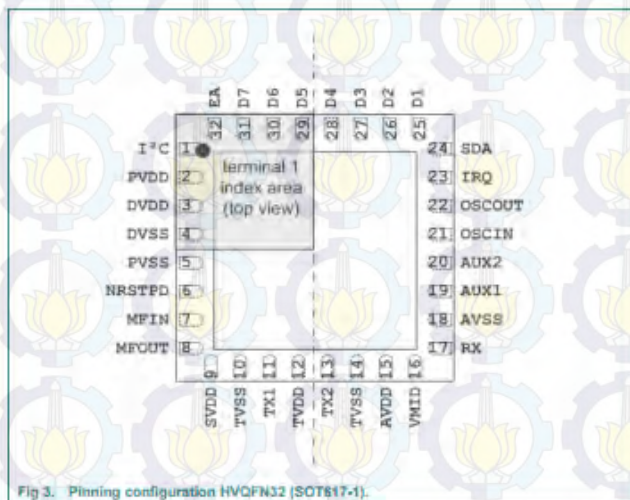 EA D7 D6 D5 D4 D3 D2 D1
32 31 30 29 28 27 26 25
I²C 1
PVDD 2
DVDD 3
DVSS 4
PVSS 5
NRSTPD 6
MFIN 7
MFOUT 8
terminal 1
index area
(top view)
24 SDA
23 IRQ
22 OSCOUT
21 OSCIN
20 AUX2
19 AUX1
18 AVSS
17 RX
9 10 11 12 13 14 15 16
SVDD TVSS TX1 TVDD TX2 TVSS AVDD VMID
Fig 3. Pinning configuration HVQFN32 (SOT617-1).